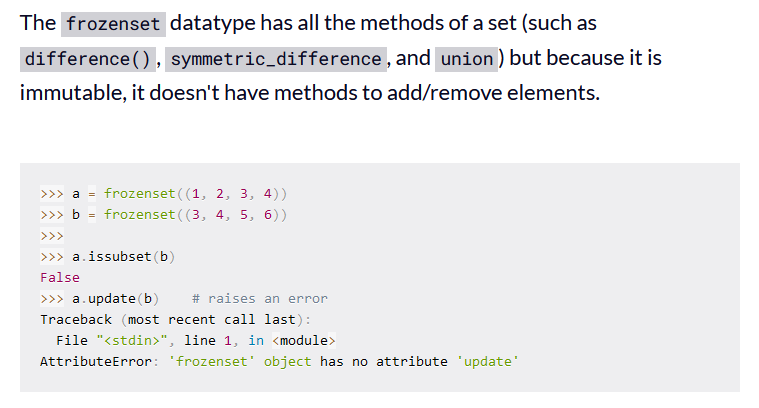 The frozenset datatype has all the methods of a set (such as
difference() , symmetric_difference , and union ) but because it is
immutable, it doesn't have methods to add/remove elements.
>>> a = frozenset((1, 2, 3, 4))
>>> b = frozenset((3, 4, 5, 6))
>>>
>>> a.issubset(b)
False
>>> a.update(b)    # raises an error
Traceback (most recent call last):
  File "<stdin>", line 1, in <module>
AttributeError: 'frozenset' object has no attribute 'update'